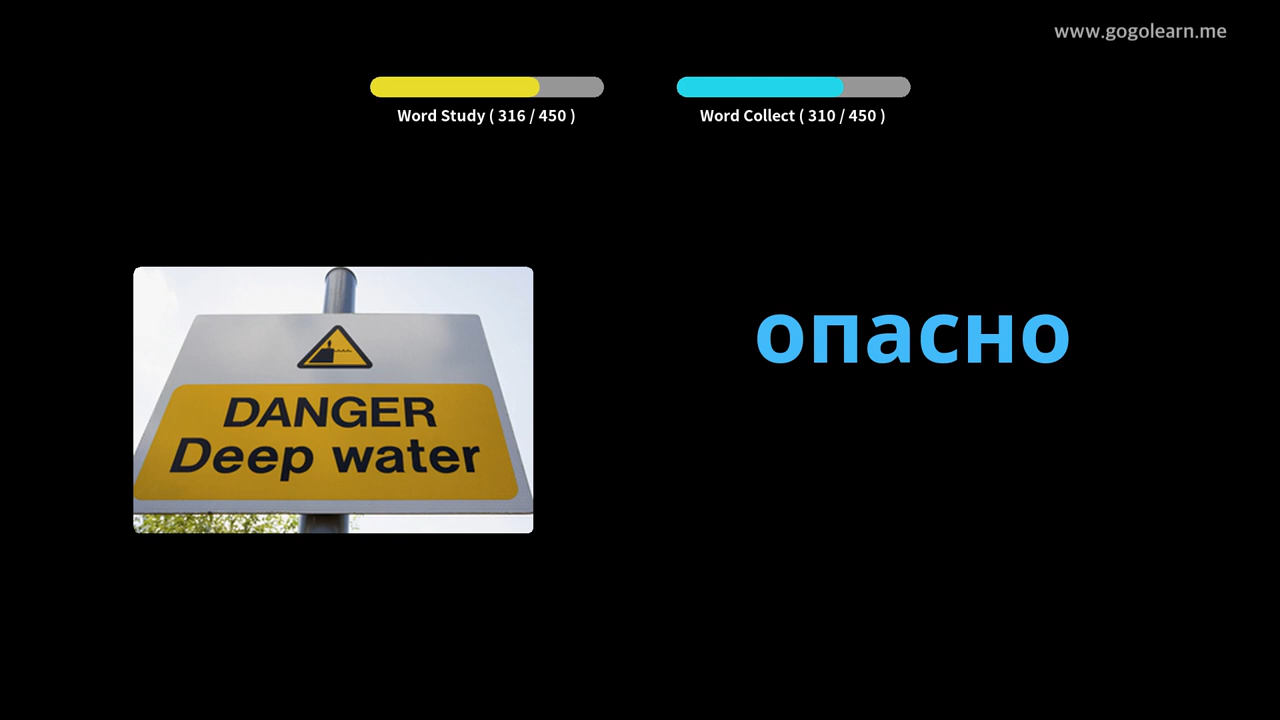 www.gogolearn.me
Word Study ( 316 / 450 )
Word Collect ( 310 / 450 )
DANGER
Deep water
опасно